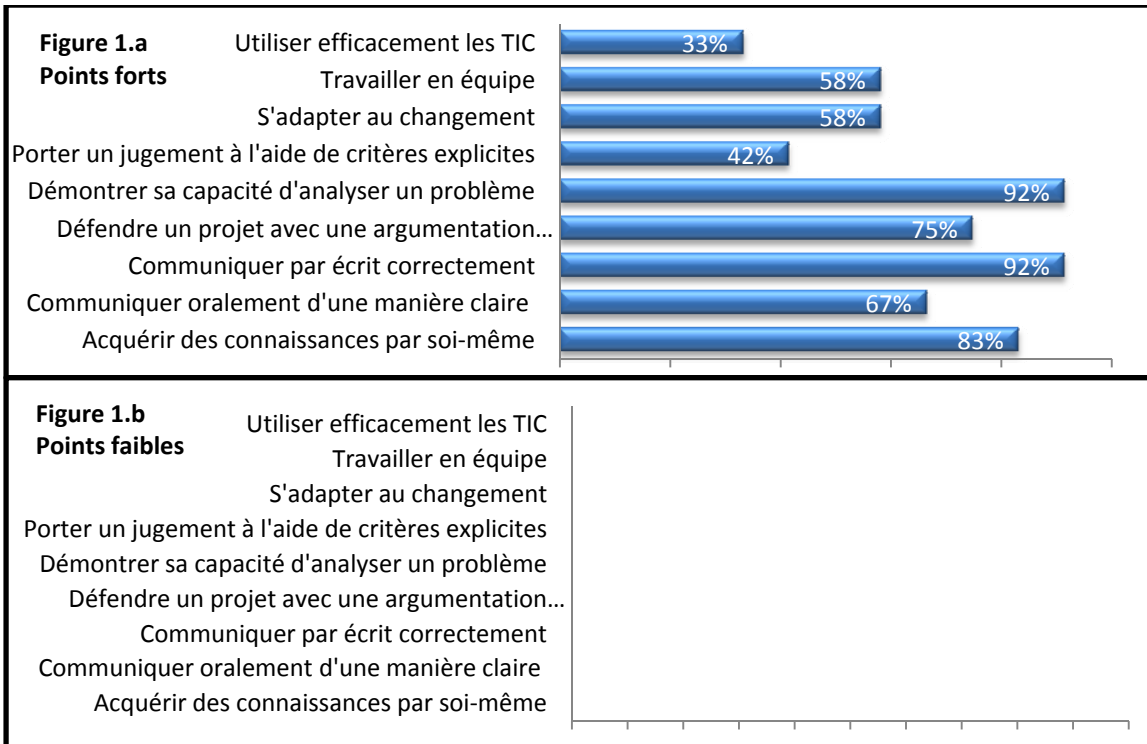 Figure 1.a
Points forts
Utiliser efficacement les TIC 33%
Travailler en équipe 58%
S'adapter au changement 58%
Porter un jugement à l'aide de critères explicites 42%
Démontrer sa capacité d'analyser un problème 92%
Défendre un projet avec une argumentation... 75%
Communiquer par écrit correctement 92%
Communiquer oralement d'une manière claire 67%
Acquérir des connaissances par soi-même 83%
Figure 1.b
Points faibles
Utiliser efficacement les TIC
Travailler en équipe
S'adapter au changement
Porter un jugement à l'aide de critères explicites
Démontrer sa capacité d'analyser un problème
Défendre un projet avec une argumentation...
Communiquer par écrit correctement
Communiquer oralement d'une manière claire
Acquérir des connaissances par soi-même